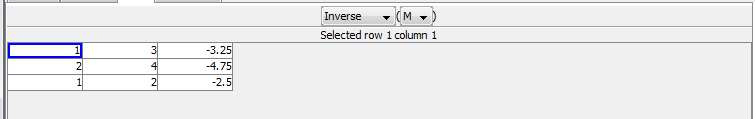 Inverse (M)
Selected row 1 column 1
1 3 -3.25
2 4 -4.75
1 2 -2.5